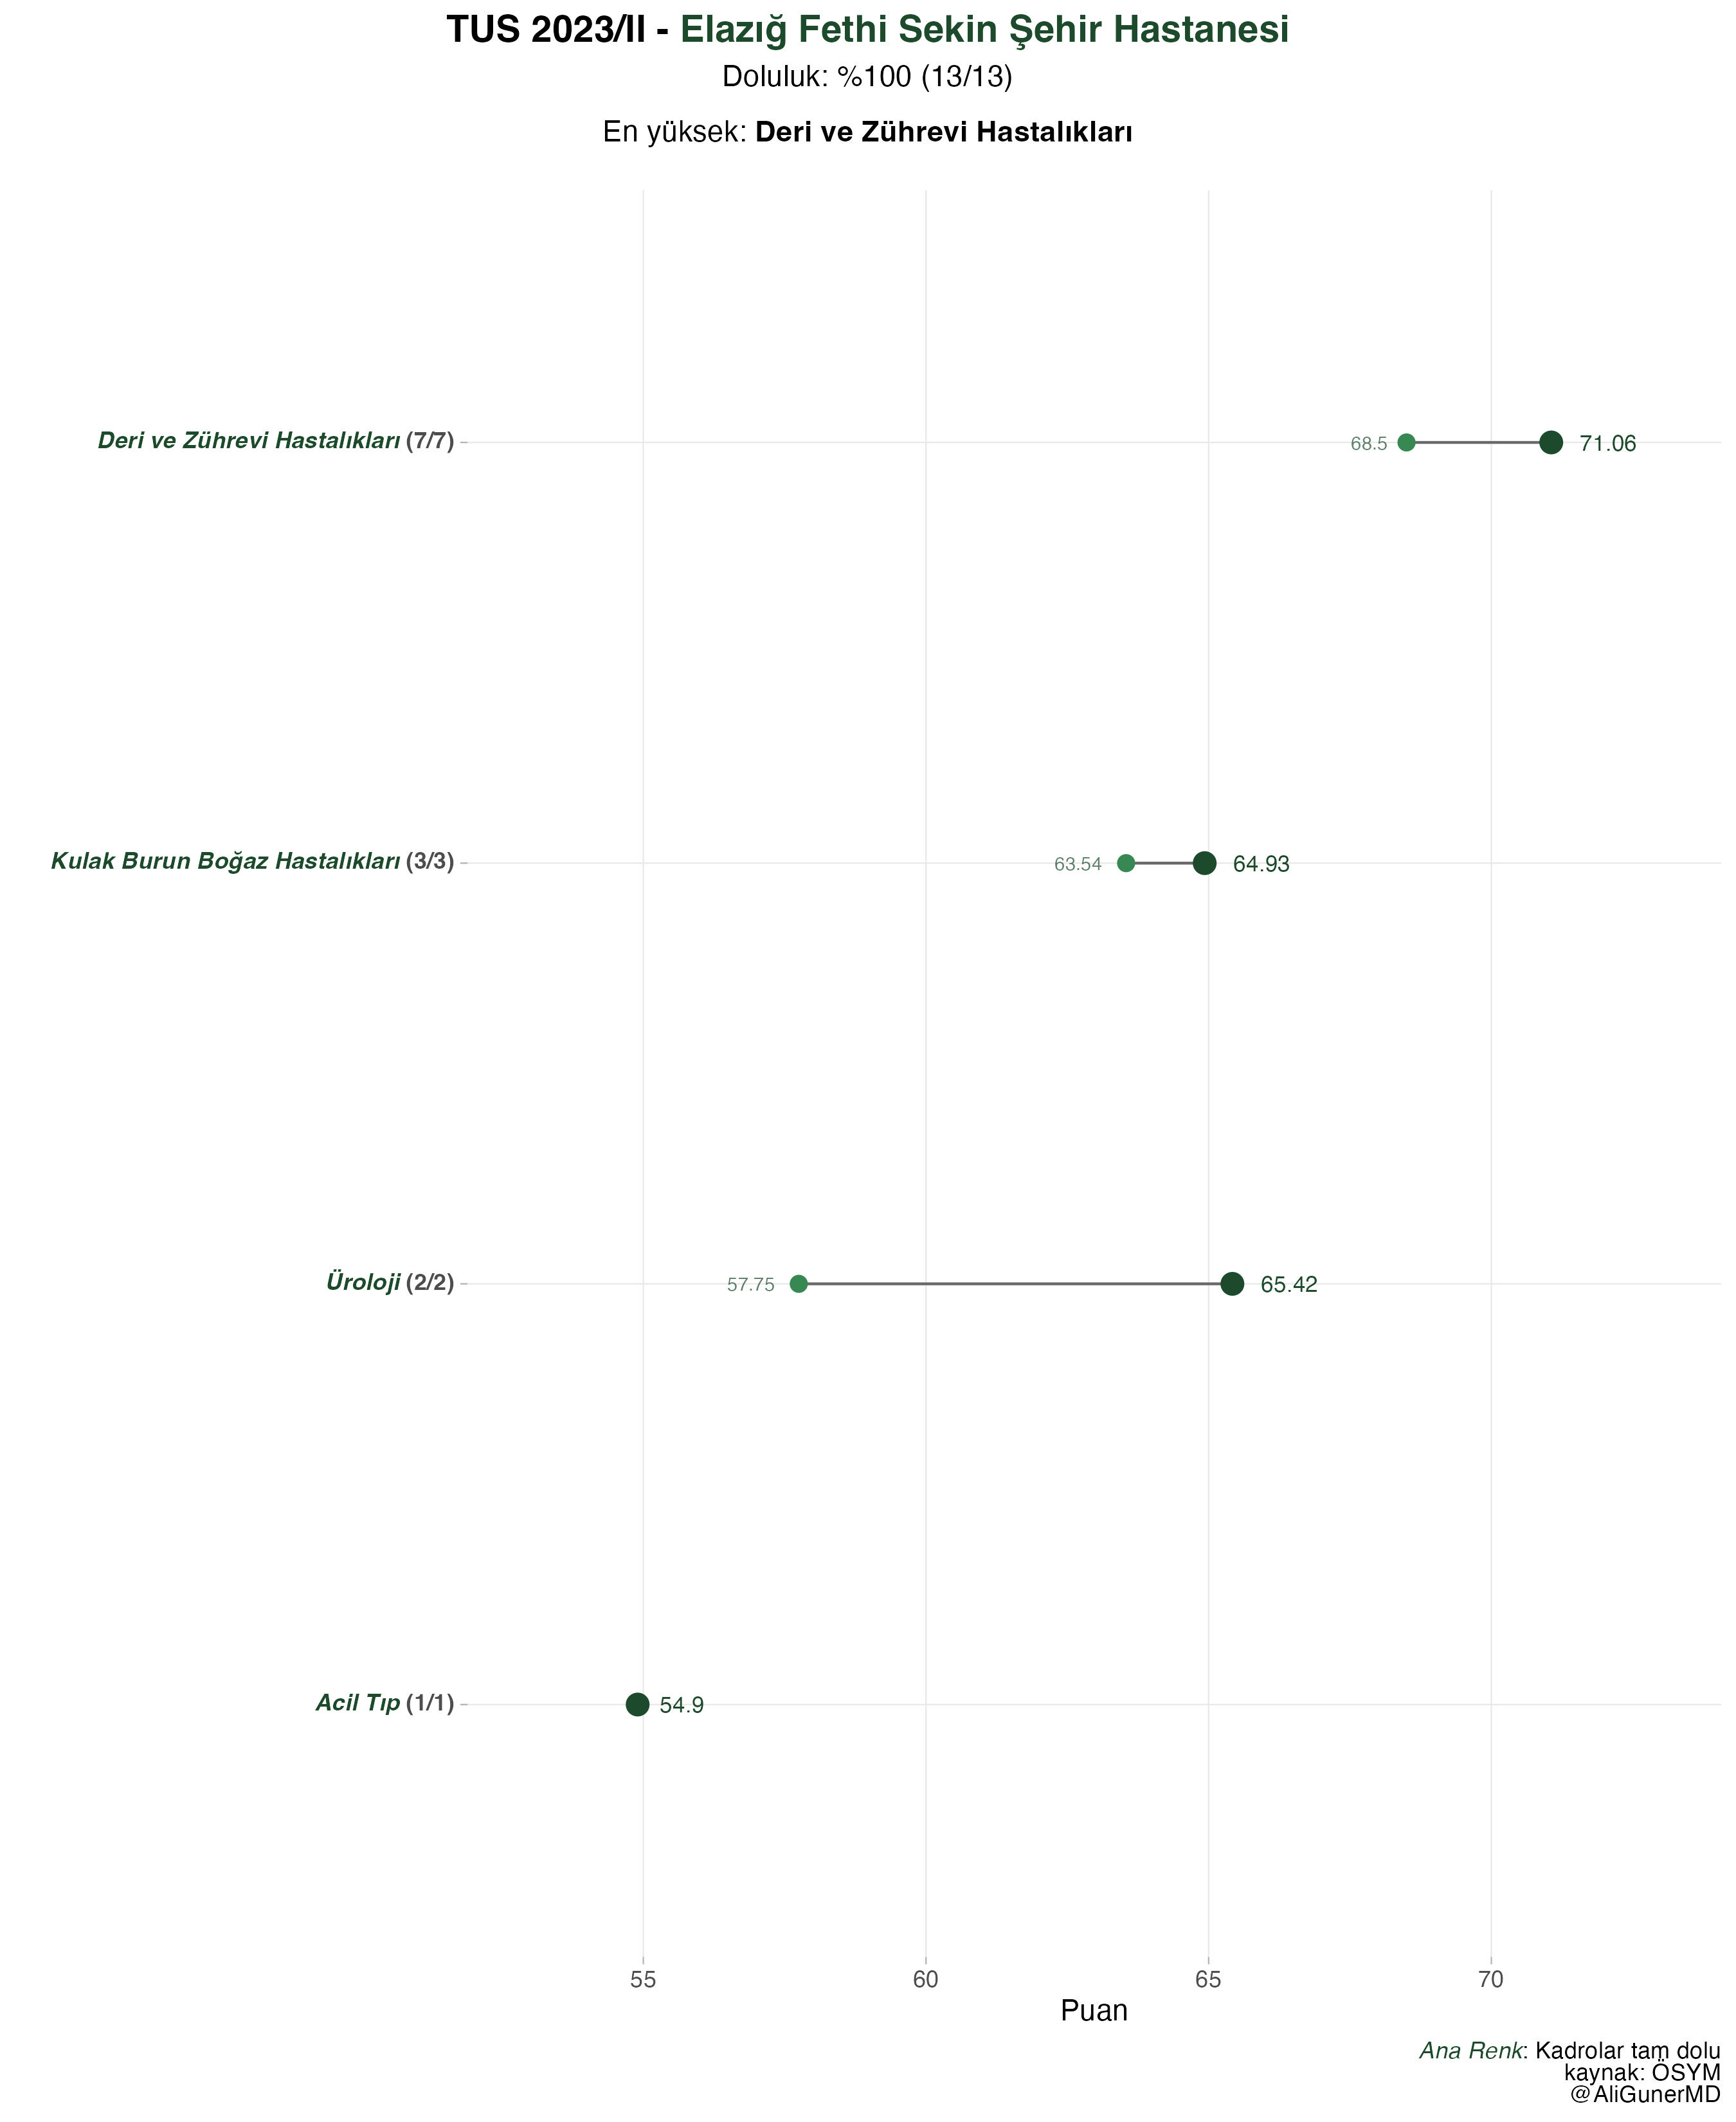 TUS 2023/II - Elazığ Fethi Sekin Şehir Hastanesi
Doluluk: %100 (13/13)
En yüksek: Deri ve Zührevi Hastalıkları
Deri ve Zührevi Hastalıkları (7/7)
68.5
71.06
Kulak Burun Boğaz Hastalıkları (3/3)
63.54
64.93
Üroloji (2/2)
57.75
65.42
Acil Tıp (1/1)
54.9
55
60
65
70
Puan
Ana Renk: Kadrolar tam dolu
kaynak: ÖSYM
@AliGunerMD